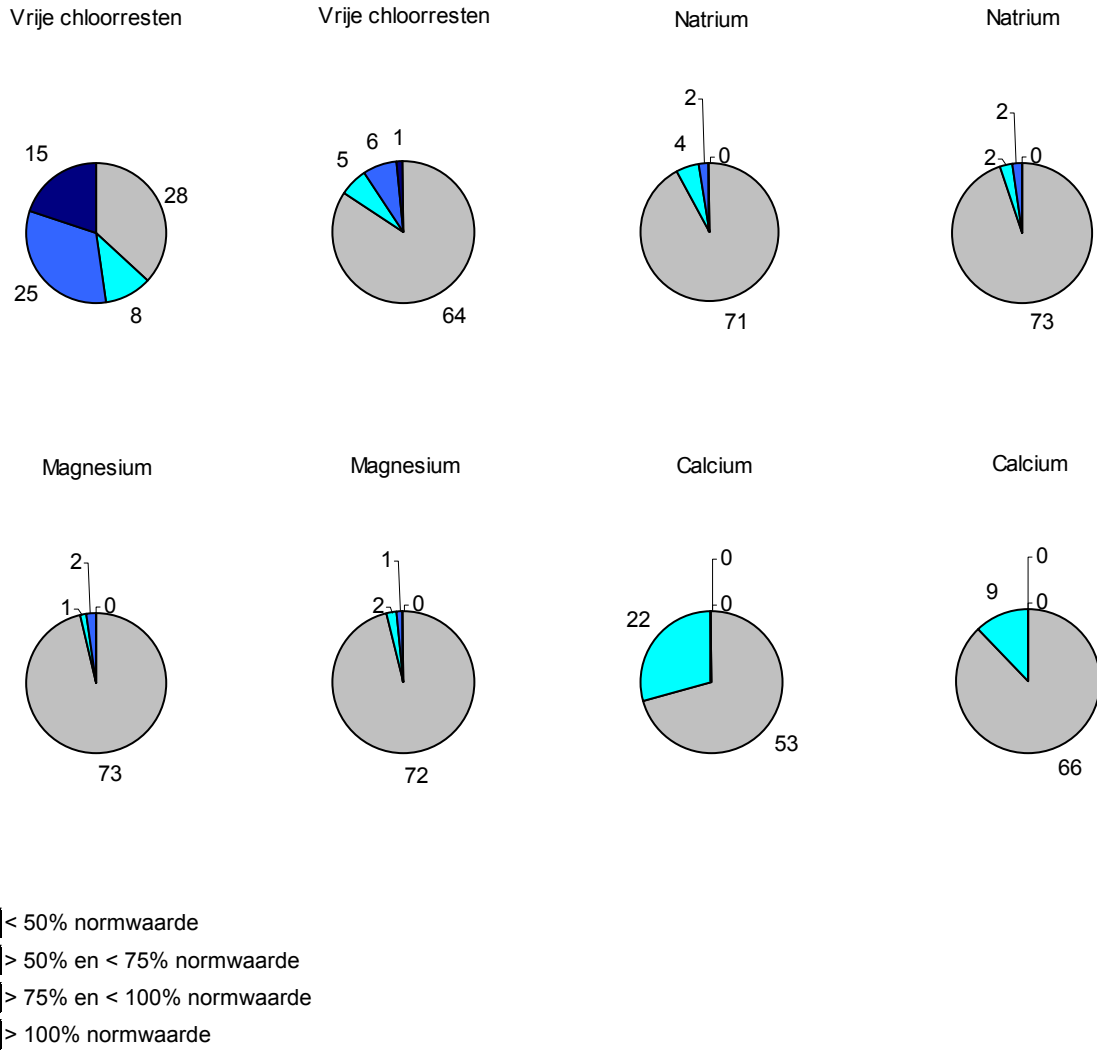 Vrije chloorresten
Vrije chloorresten
Natrium
Natrium
15
28
25
8
5
6
1
64
2
4
0
71
2
2
0
73
Magnesium
Magnesium
Calcium
Calcium
2
1
0
73
1
2
0
72
0
0
22
53
0
0
9
66
< 50% normwaarde
> 50% en < 75% normwaarde
> 75% en < 100% normwaarde
> 100% normwaarde